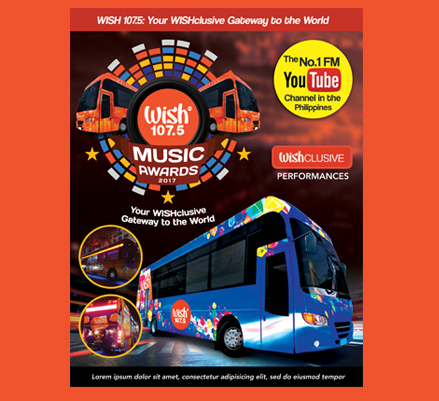 WISH 107.5: Your WISHclusive Gateway to the World
The No.1 FM
YouTube
Channel in the
Philippines
wish
107.5
MUSIC
AWARDS
2017
wishCLUSIVE
PERFORMANCES
Your WISHclusive
Gateway to the World
wish
107.5
Lorem ipsum dolor sit amet, consectetur adipisicing elit, sed do eiusmod tempor